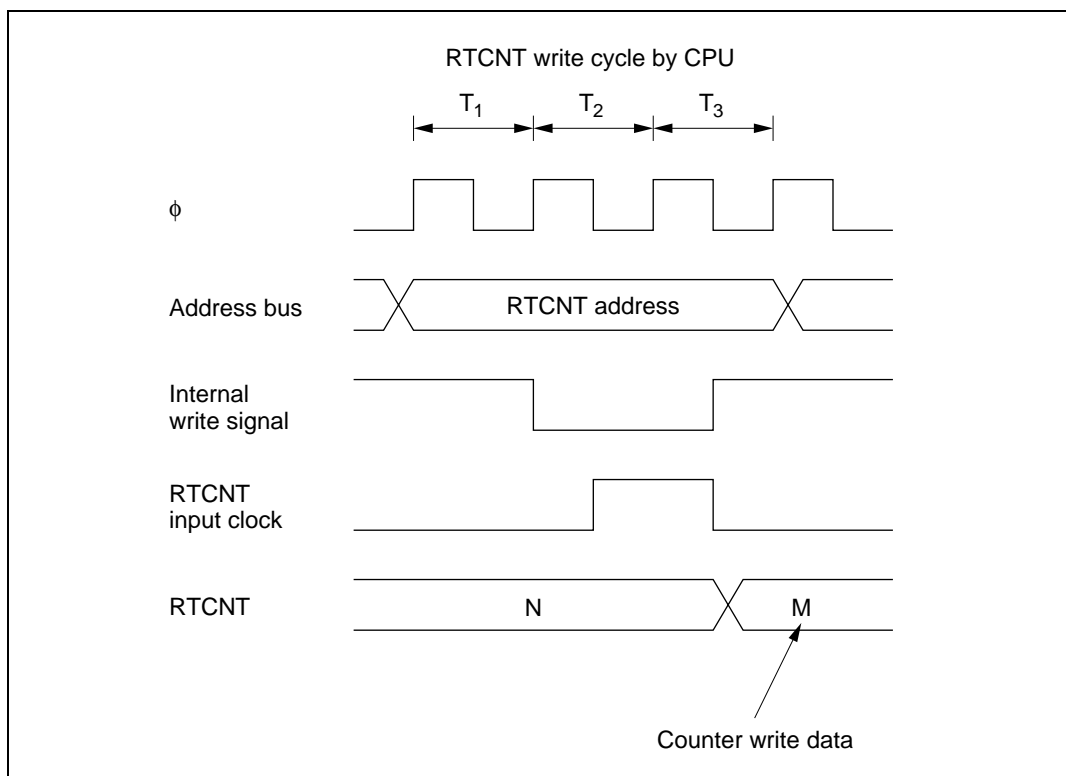 RTCNT write cycle by CPU
T1 T2 T3
φ
Address bus
RTCNT address
Internal
write signal
RTCNT
input clock
RTCNT
N
M
Counter write data